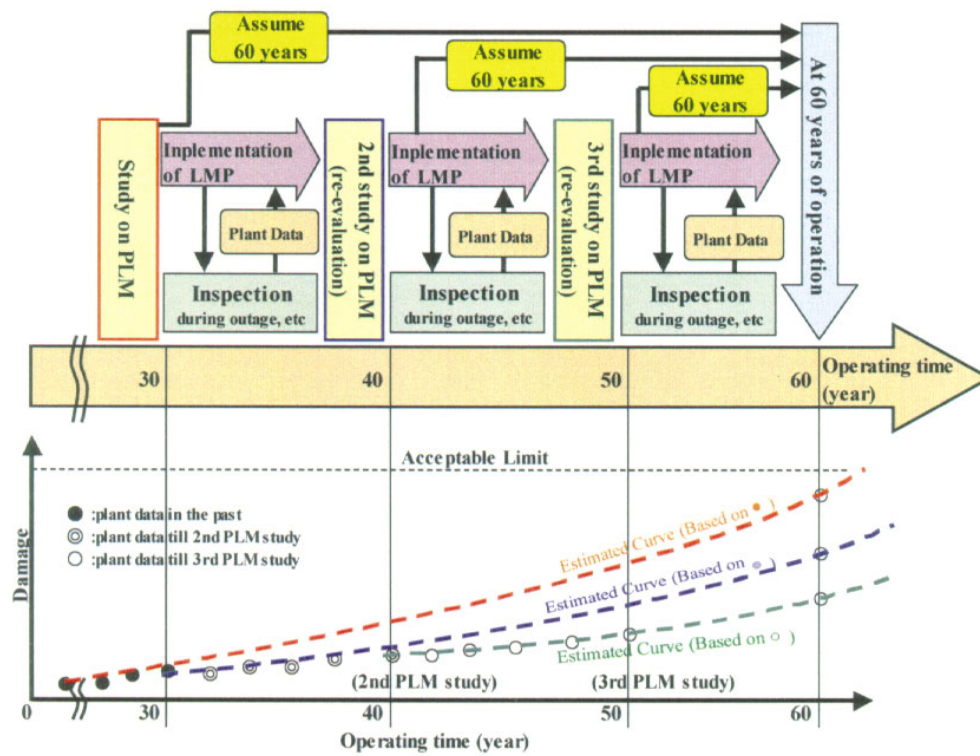 Assume
60 years
Assume
60 years
Assume
60 years
At 60 years of operation
Study on PLM
Inplementation
of LMP
Plant Data
Inspection
during outage, etc
2nd study on PLM
(re-evaluation)
Inplementation
of LMP
Plant Data
Inspection
during outage, etc
3rd study on PLM
(re-evaluation)
Inplementation
of LMP
Plant Data
Inspection
during outage, etc
30
40
50
60
Operating time
(year)
Acceptable Limit
Damage
● :plant data in the past
◎ :plant data till 2nd PLM study
○ :plant data till 3rd PLM study
Estimated Curve (Based on ● )
Estimated Curve (Based on ◎ )
Estimated Curve (Based on ○ )
(2nd PLM study)
(3rd PLM study)
0
30
40
50
60
Operating time (year)